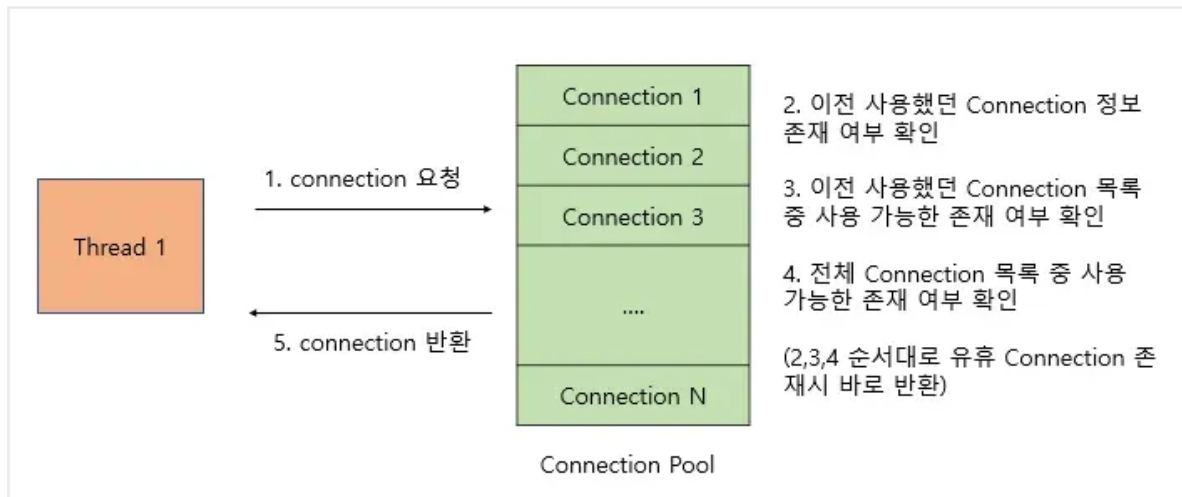 Thread 1
1. connection 요청
5. connection 반환
Connection 1
Connection 2
Connection 3
....
Connection N
Connection Pool
2. 이전 사용했던 Connection 정보
존재 여부 확인
3. 이전 사용했던 Connection 목록
중 사용 가능한 존재 여부 확인
4. 전체 Connection 목록 중 사용
가능한 존재 여부 확인
(2,3,4 순서대로 유휴 Connection 존
재시 바로 반환)